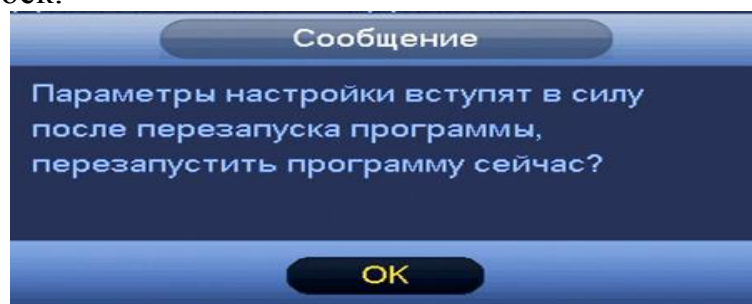 Сообщение
Параметры настройки вступят в силу
после перезапуска программы,
перезапустить программу сейчас?
OK